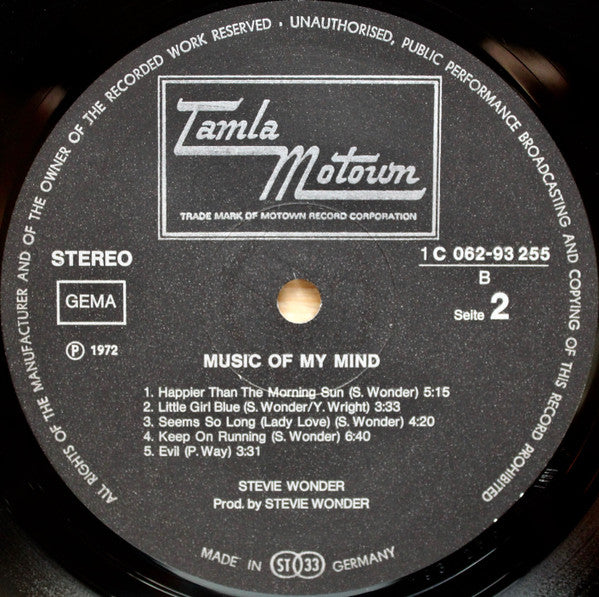 ALL RIGHTS OF THE MANUFACTURER AND OF THE OWNER OF THE RECORDED WORK RESERVED · UNAUTHORISED, PUBLIC PERFORMANCE BROADCASTING AND COPYING OF THIS RECORD PROHIBITED
Tamla
Motown
TRADE MARK OF MOTOWN RECORD CORPORATION
STEREO
1 C 062-93 255
GEMA
B
Seite 2
Ⓟ 1972
MUSIC OF MY MIND
1. Happier Than The Morning Sun (S. Wonder) 5:15
2. Little Girl Blue (S. Wonder/Y. Wright) 3:33
3. Seems So Long (Lady Love) (S. Wonder) 4:20
4. Keep On Running (S. Wonder) 6:40
5. Evil (P. Way) 3:31
STEVIE WONDER
Prod. by STEVIE WONDER
MADE IN ST 33 GERMANY